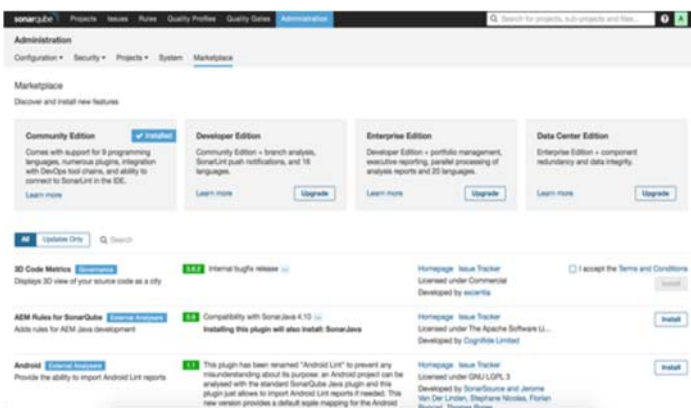 sonarqube Projects Issues Rules Quality Profiles Quality Gates Administration Search for projects, sub-projects and files... A
Administration
Configuration Security Projects System Marketplace
Marketplace
Discover and install new features
Community Edition Installed
Comes with support for 9 programming
languages, numerous plugins, integration
with DevOps tool chains, and ability to
connect to SonarLint in the IDE.
Learn more
Developer Edition
Community Edition + branch analysis,
SonarLint push notifications, and 16
languages.
Learn more Upgrade
Enterprise Edition
Developer Edition + portfolio management,
executive reporting, parallel processing of
analysis reports and 20 languages.
Learn more Upgrade
Data Center Edition
Enterprise Edition + component
redundancy and data integrity.
Learn more Upgrade
All Updates Only Search
3D Code Metrics Governance
Displays 3D view of your source code as a city
Internal bugfix release ...
Homepage Issue Tracker
Licensed under Commercial
Developed by excentia
I accept the Terms and Conditions
Install
AEM Rules for SonarQube External Analysers
Adds rules for AEM Java development
Compatibility with SonarJava 4.10 ...
Installing this plugin will also install: SonarJava
Homepage Issue Tracker
Licensed under The Apache Software Li...
Developed by Cognifide Limited
Install
Android External Analysers
Provide the ability to import Android Lint reports
1.1 This plugin has been renamed "Android Lint" to prevent any
misunderstanding about its purpose: an Android project can be
analysed with the standard SonarQube Java plugin and this
plugin just allows to import Android Lint reports if needed. This
new version provides a default scale mapping for the Android
Homepage Issue Tracker
Licensed under GNU LGPL 3
Developed by SonarSource and Jerome
Van Der Linden, Stephane Nicolas, Florian
Install